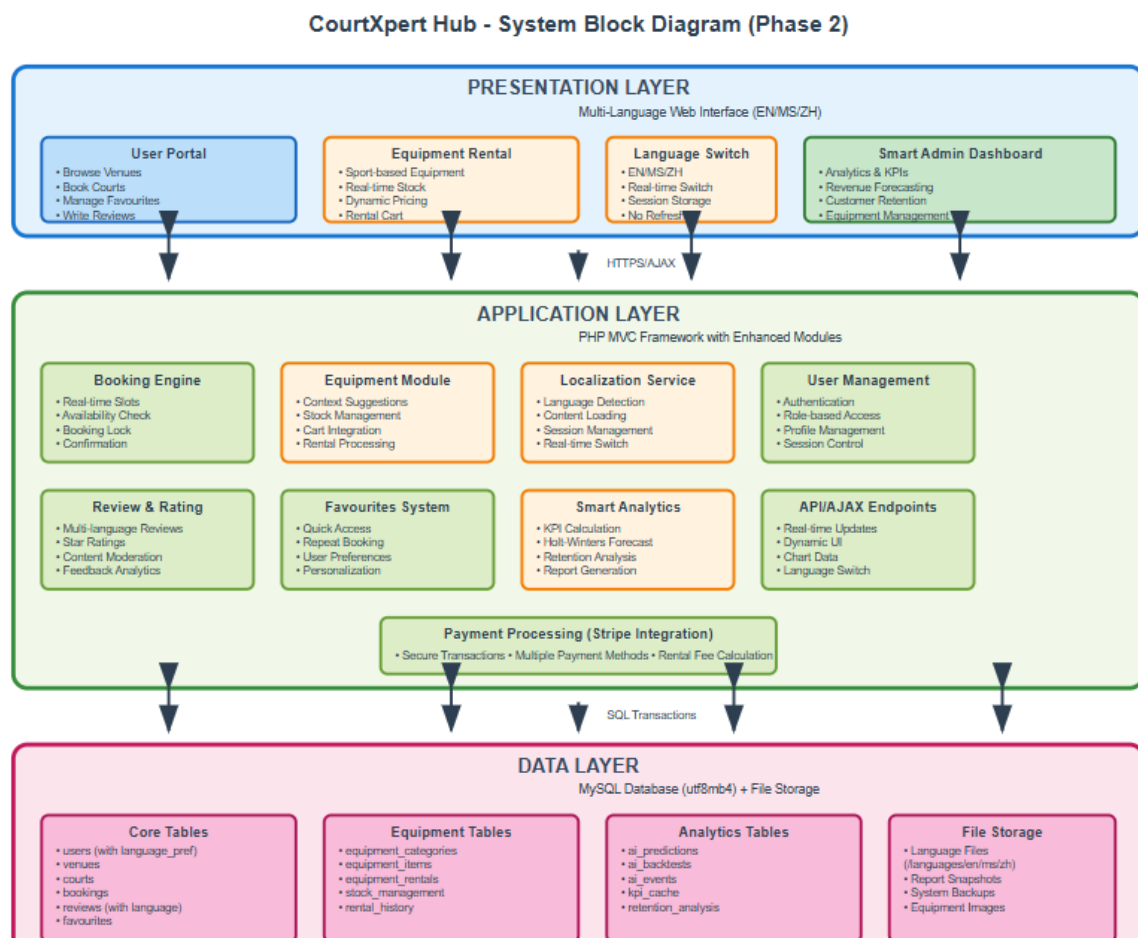 CourtXpert Hub - System Block Diagram (Phase 2)
PRESENTATION LAYER
Multi-Language Web Interface (EN/MS/ZH)
User Portal
• Browse Venues
• Book Courts
• Manage Favourites
• Write Reviews
Equipment Rental
• Sport-based Equipment
• Real-time Stock
• Dynamic Pricing
• Rental Cart
Language Switch
• EN/MS/ZH
• Real-time Switch
• Session Storage
• No Refresh
Smart Admin Dashboard
• Analytics & KPIs
• Revenue Forecasting
• Customer Retention
• Equipment Management
HTTPS/AJAX
APPLICATION LAYER
PHP MVC Framework with Enhanced Modules
Booking Engine
• Real-time Slots
• Availability Check
• Booking Lock
• Confirmation
Equipment Module
• Context Suggestions
• Stock Management
• Cart Integration
• Rental Processing
Localization Service
• Language Detection
• Content Loading
• Session Management
• Real-time Switch
User Management
• Authentication
• Role-based Access
• Profile Management
• Session Control
Review & Rating
• Multi-language Reviews
• Star Ratings
• Content Moderation
• Feedback Analytics
Favourites System
• Quick Access
• Repeat Booking
• User Preferences
• Personalization
Smart Analytics
• KPI Calculation
• Holt-Winters Forecast
• Retention Analysis
• Report Generation
API/AJAX Endpoints
• Real-time Updates
• Dynamic UI
• Chart Data
• Language Switch
Payment Processing (Stripe Integration)
• Secure Transactions • Multiple Payment Methods • Rental Fee Calculation
SQL Transactions
DATA LAYER
MySQL Database (utf8mb4) + File Storage
Core Tables
• users (with language_pref)
• venues
• courts
• bookings
• reviews (with language)
• favourites
Equipment Tables
• equipment_categories
• equipment_items
• equipment_rentals
• stock_management
• rental_history
Analytics Tables
• ai_predictions
• ai_backtests
• ai_events
• kpi_cache
• retention_analysis
File Storage
• Language Files
(/languages/en/ms/zh)
• Report Snapshots
• System Backups
• Equipment Images